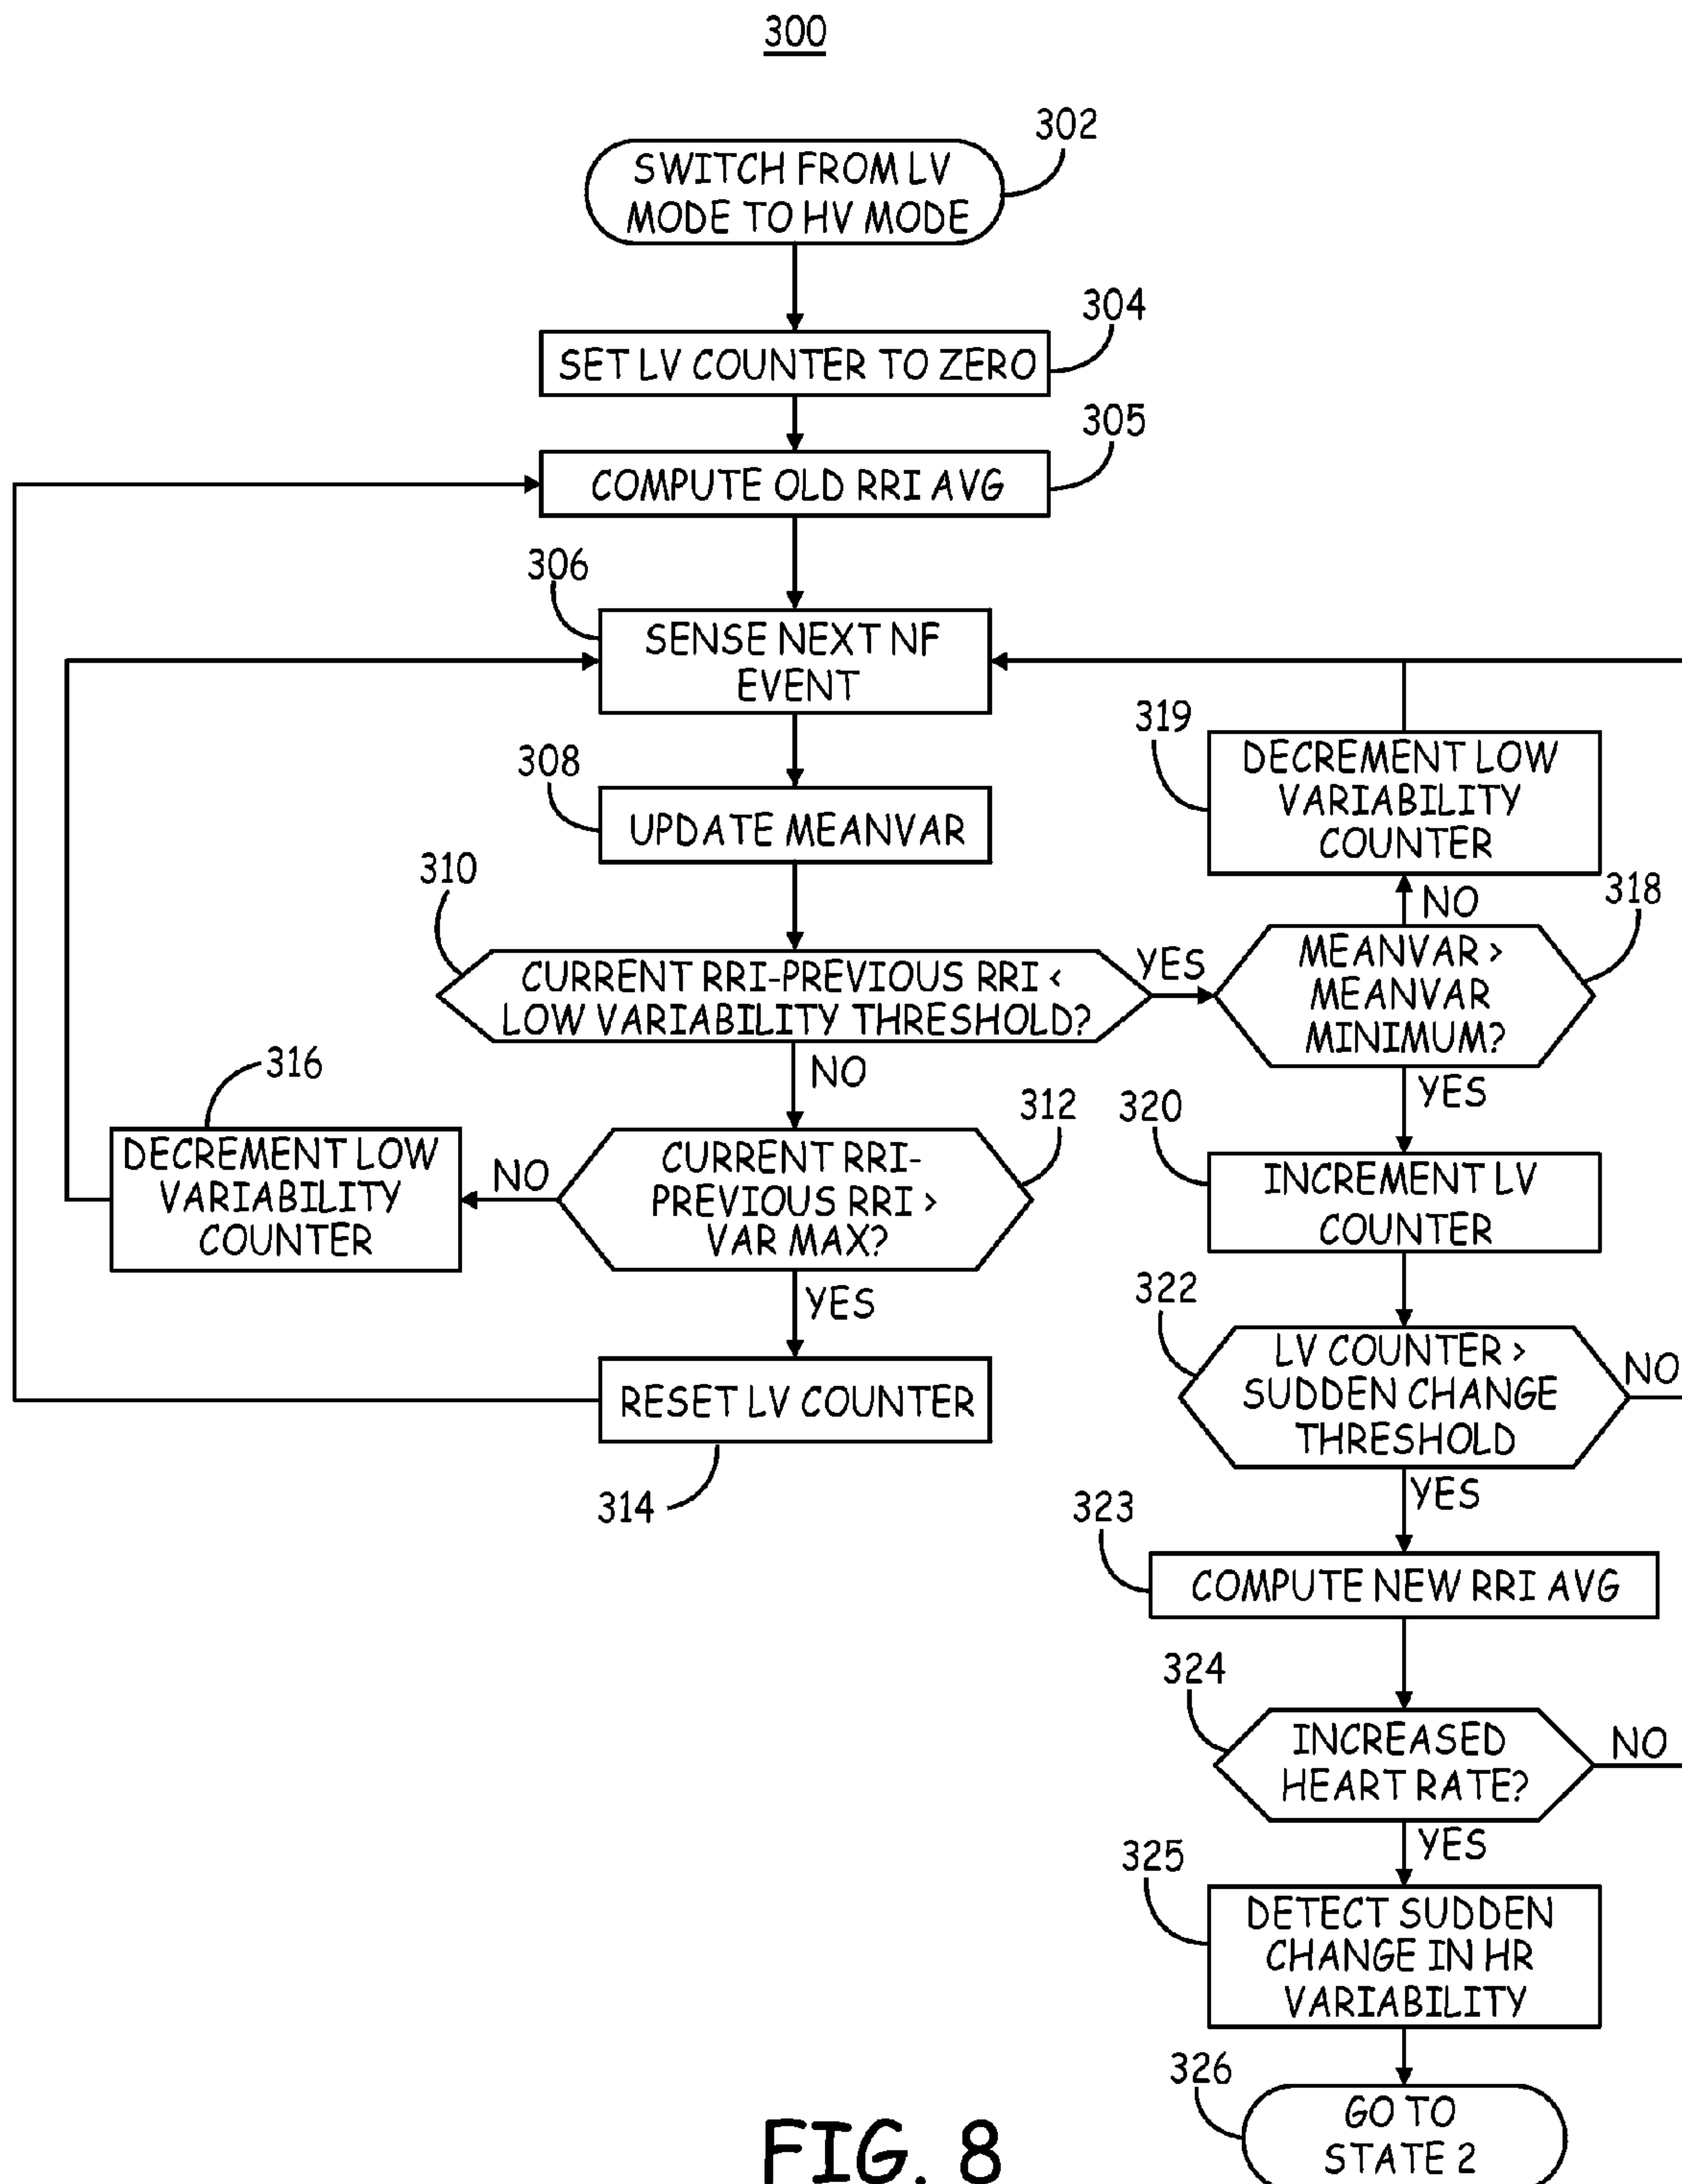 300
302
SWITCH FROM LV
MODE TO HV MODE
304
SET LV COUNTER TO ZERO
305
COMPUTE OLD RRI AVG
306
SENSE NEXT NF
EVENT
308
UPDATE MEANVAR
310
CURRENT RRI-PREVIOUS RRI <
LOW VARIABILITY THRESHOLD?
YES
NO
312
CURRENT RRI-
PREVIOUS RRI >
VAR MAX?
NO
316
DECREMENT LOW
VARIABILITY
COUNTER
YES
RESET LV COUNTER
314
319
DECREMENT LOW
VARIABILITY
COUNTER
NO
318
MEANVAR >
MEANVAR
MINIMUM?
YES
320
INCREMENT LV
COUNTER
322
LV COUNTER >
SUDDEN CHANGE
THRESHOLD
NO
YES
323
COMPUTE NEW RRI AVG
324
INCREASED
HEART RATE?
NO
YES
325
DETECT SUDDEN
CHANGE IN HR
VARIABILITY
326
GO TO
STATE 2
FIG. 8